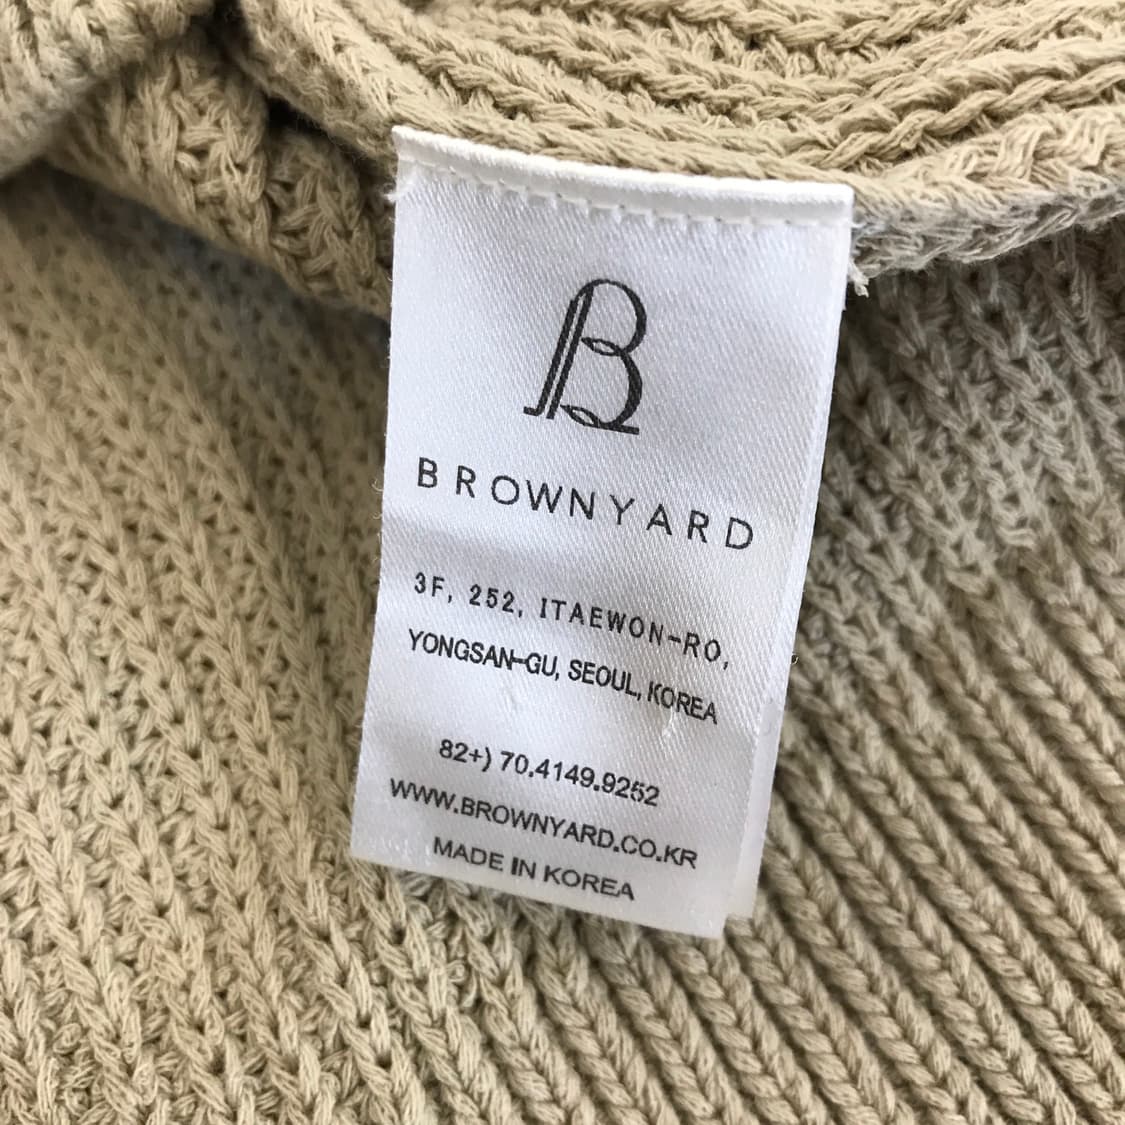 B
BROWNYARD
3F, 252, ITAEWON-RO,
YONGSAN-GU, SEOUL, KOREA
82+) 70.4149.9252
WWW.BROWNYARD.CO.KR
MADE IN KOREA